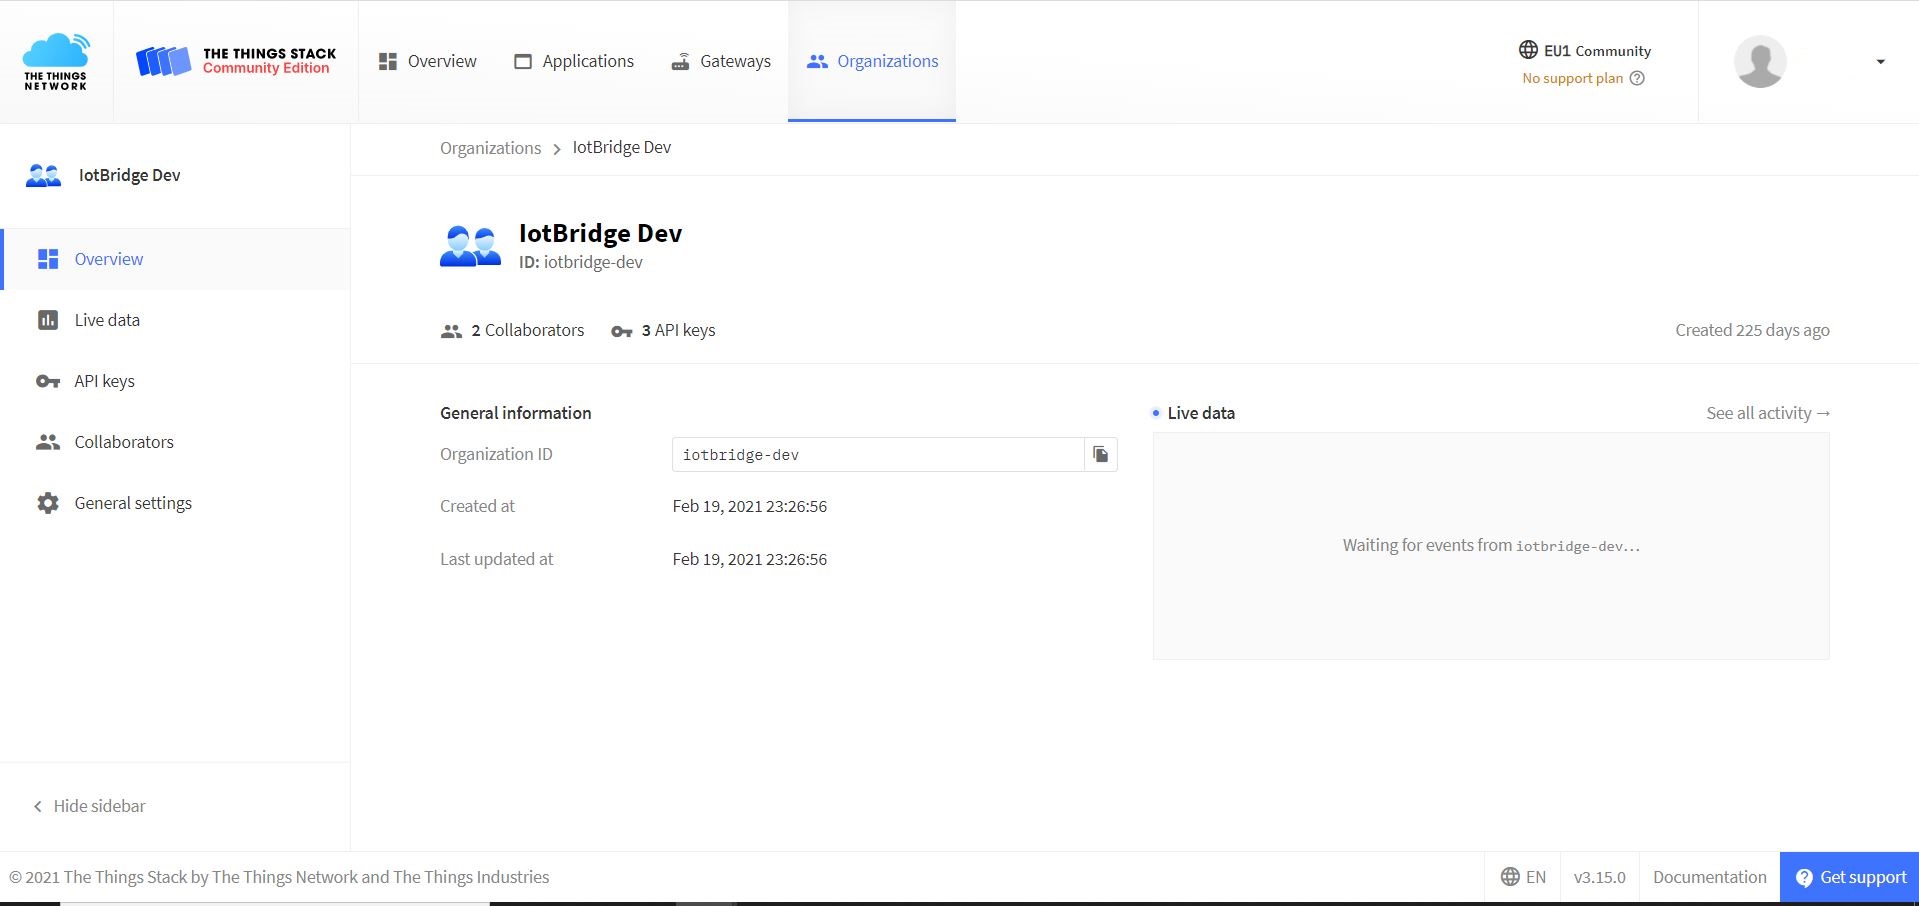 THE THINGS
NETWORK
THE THINGS STACK
Community Edition
Overview
Applications
Gateways
Organizations
EU1 Community
No support plan
IotBridge Dev
Overview
Live data
API keys
Collaborators
General settings
Hide sidebar
Organizations > IotBridge Dev
IotBridge Dev
ID: iotbridge-dev
2 Collaborators
3 API keys
Created 225 days ago
General information
Organization ID
iotbridge-dev
Created at
Feb 19, 2021 23:26:56
Last updated at
Feb 19, 2021 23:26:56
Live data
See all activity →
Waiting for events from iotbridge-dev...
© 2021 The Things Stack by The Things Network and The Things Industries
EN
v3.15.0
Documentation
Get support